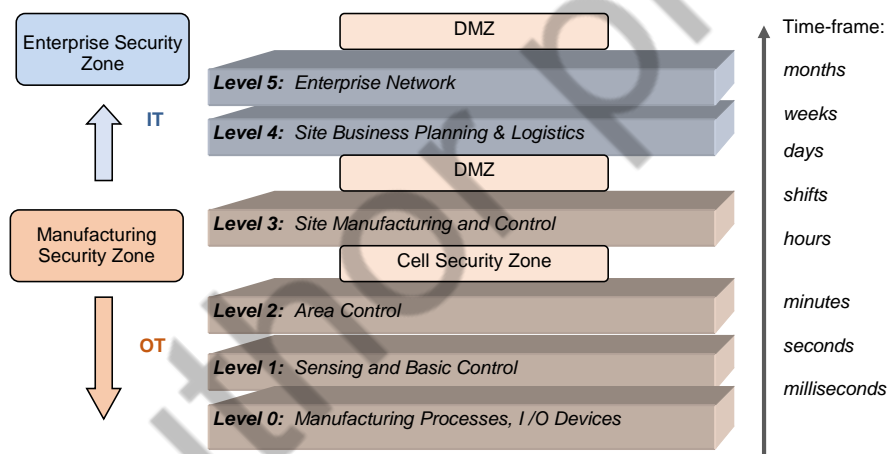 Enterprise Security
Zone
IT
Manufacturing
Security Zone
OT
DMZ
Level 5: Enterprise Network
Level 4: Site Business Planning & Logistics
DMZ
Level 3: Site Manufacturing and Control
Cell Security Zone
Level 2: Area Control
Level 1: Sensing and Basic Control
Level 0: Manufacturing Processes, I /O Devices
Time-frame:
months
weeks
days
shifts
hours
minutes
seconds
milliseconds